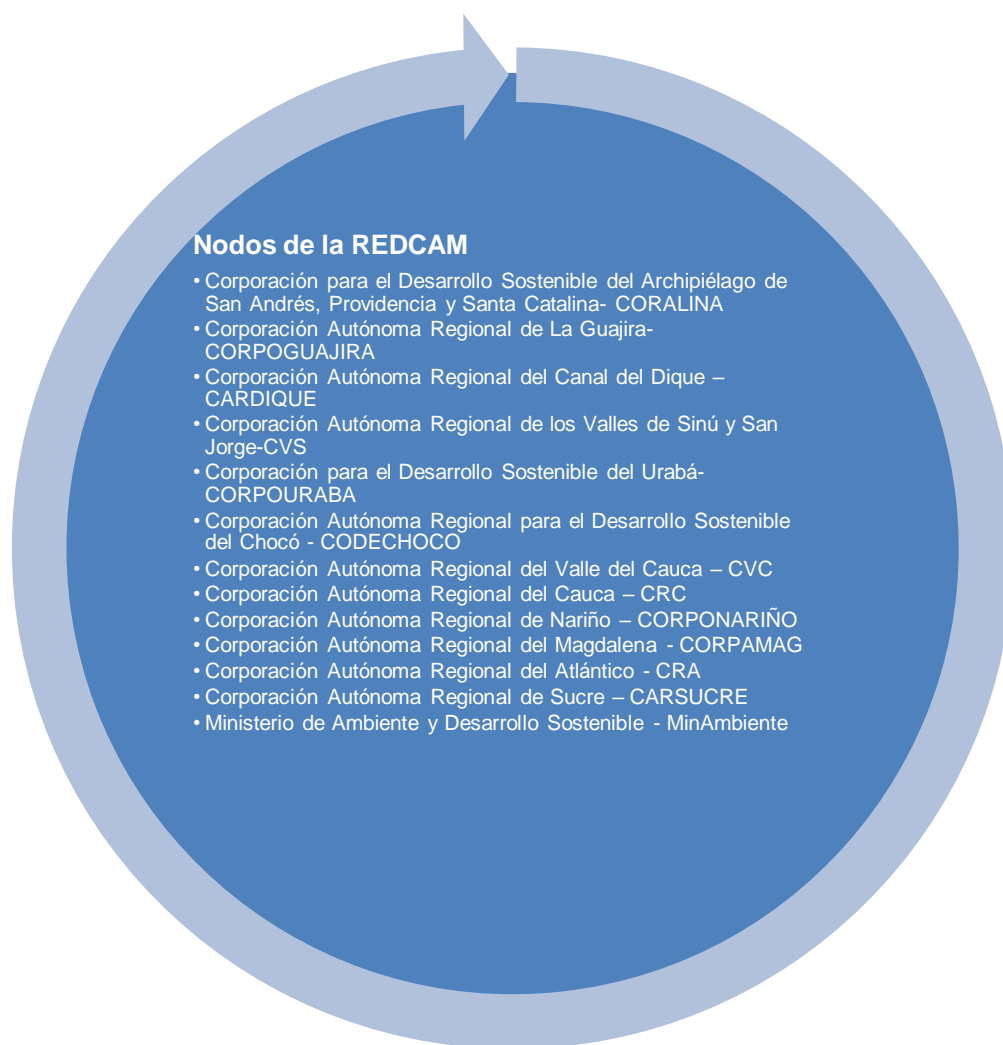 Nodos de la REDCAM
• Corporación para el Desarrollo Sostenible del Archipiélago de
San Andrés, Providencia y Santa Catalina- CORALINA
• Corporación Autónoma Regional de La Guajira-
CORPOGUAJIRA
• Corporación Autónoma Regional del Canal del Dique –
CARDIQUE
• Corporación Autónoma Regional de los Valles de Sinú y San
Jorge-CVS
• Corporación para el Desarrollo Sostenible del Urabá-
CORPOURABA
• Corporación Autónoma Regional para el Desarrollo Sostenible
del Chocó - CODECHOCO
• Corporación Autónoma Regional del Valle del Cauca – CVC
• Corporación Autónoma Regional del Cauca – CRC
• Corporación Autónoma Regional de Nariño – CORPONARIÑO
• Corporación Autónoma Regional del Magdalena - CORPAMAG
• Corporación Autónoma Regional del Atlántico - CRA
• Corporación Autónoma Regional de Sucre – CARSUCRE
• Ministerio de Ambiente y Desarrollo Sostenible - MinAmbiente